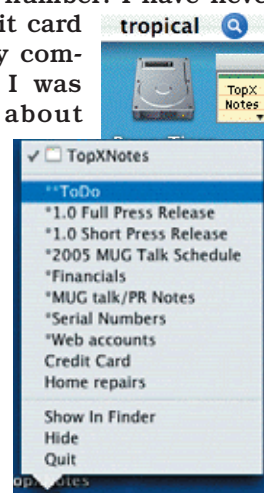 number. I have neve
it card
y com-
I was
about
tropical
TopX
Notes
✓ TopXNotes
**ToDo
*1.0 Full Press Release
*1.0 Short Press Release
*2005 MUG Talk Schedule
*Financials
*MUG talk/PR Notes
*Serial Numbers
*Web accounts
Credit Card
Home repairs
Show In Finder
Hide
Quit